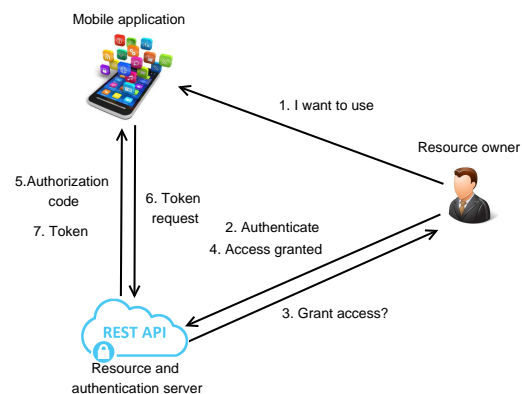 Mobile application
1. I want to use
Resource owner
5.Authorization
code
6. Token
request
7. Token
2. Authenticate
4. Access granted
3. Grant access?
REST API
Resource and
authentication server